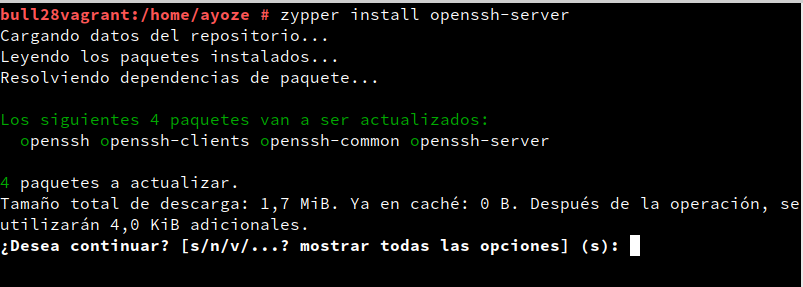 bull28vagrant:/home/ayoze # zypper install openssh-server
Cargando datos del repositorio...
Leyendo los paquetes instalados...
Resolviendo dependencias de paquete...
Los siguientes 4 paquetes van a ser actualizados:
openssh openssh-clients openssh-common openssh-server
4 paquetes a actualizar.
Tamaño total de descarga: 1,7 MiB. Ya en caché: 0 B. Después de la operación, se
utilizarán 4,0 KiB adicionales.
¿Desea continuar? [s/n/v/...? mostrar todas las opciones] (s):